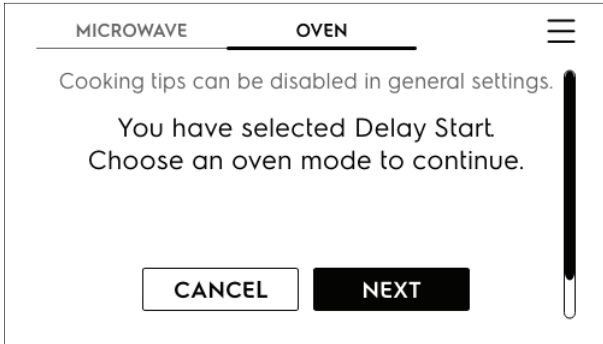 MICROWAVE OVEN
Cooking tips can be disabled in general settings.
You have selected Delay Start.
Choose an oven mode to continue.
CANCEL NEXT